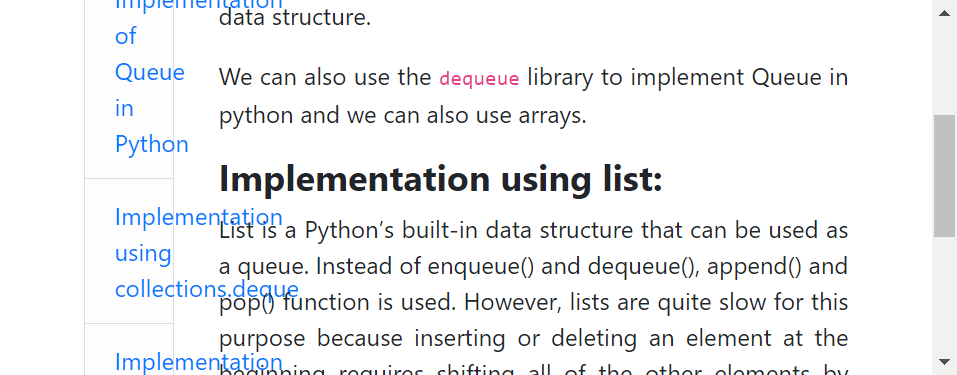 Implementation
of
Queue
in
Python
Implementation
using
collections.deque
Implementation
data structure.
We can also use the dequeue library to implement Queue in
python and we can also use arrays.
Implementation using list:
List is a Python’s built-in data structure that can be used as
a queue. Instead of enqueue() and dequeue(), append() and
pop() function is used. However, lists are quite slow for this
purpose because inserting or deleting an element at the
beginning requires shifting all of the other elements by